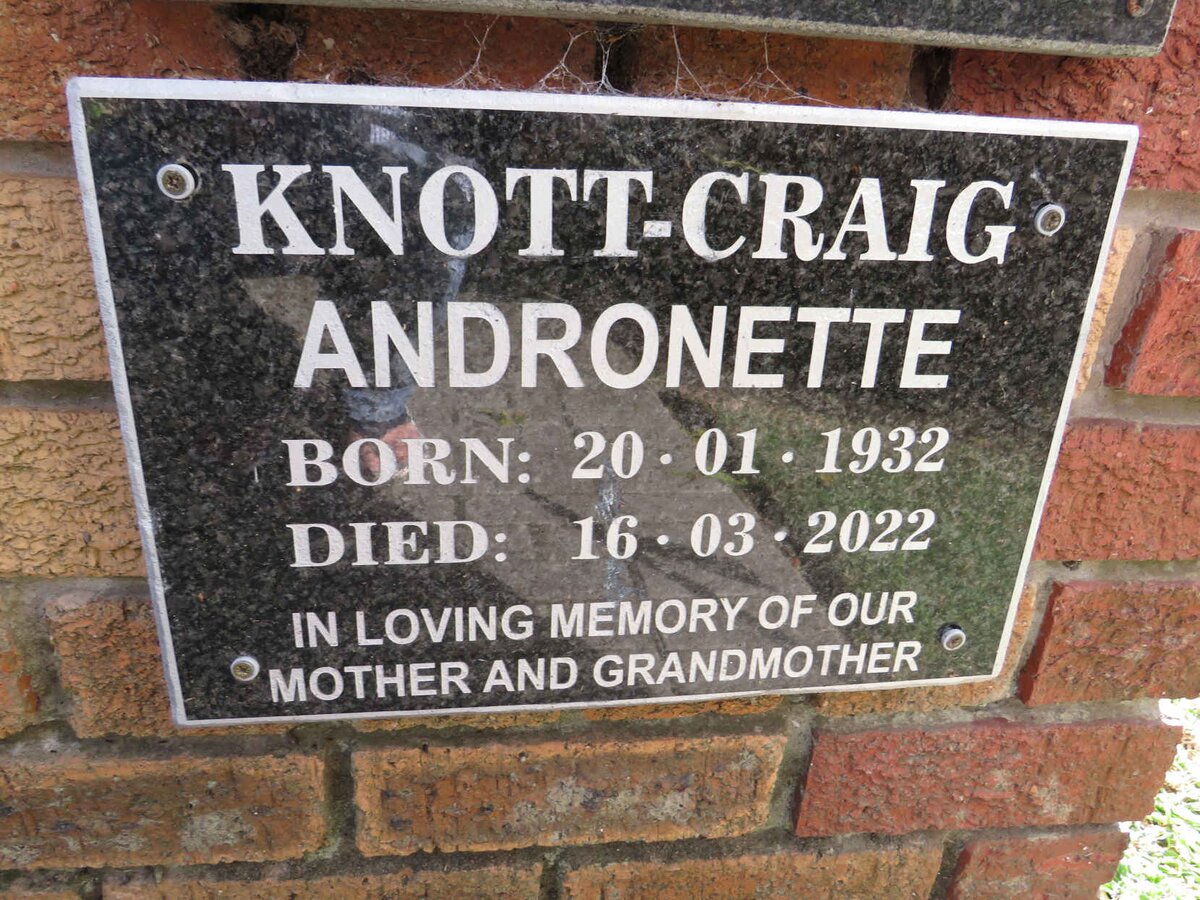 KNOTT-CRAIG
ANDRONETTE
BORN: 20 · 01 · 1932
DIED: 16 · 03 · 2022
IN LOVING MEMORY OF OUR
MOTHER AND GRANDMOTHER